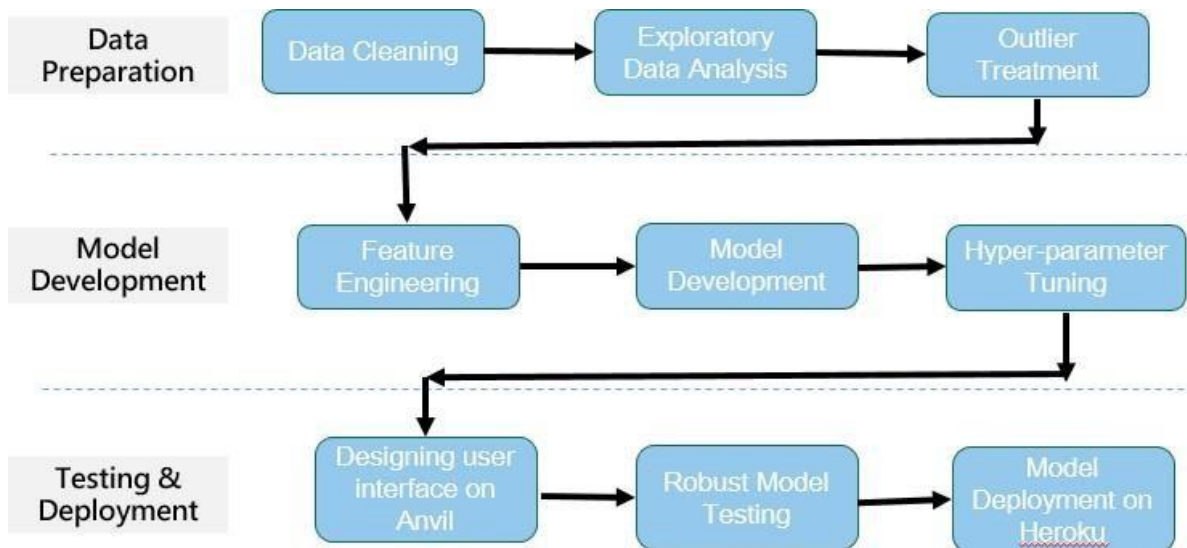 Data
Preparation
Data Cleaning
Exploratory
Data Analysis
Outlier
Treatment
Model
Development
Feature
Engineering
Model
Development
Hyper-parameter
Tuning
Testing &
Deployment
Designing user
interface on
Anvil
Robust Model
Testing
Model
Deployment on
Heroku